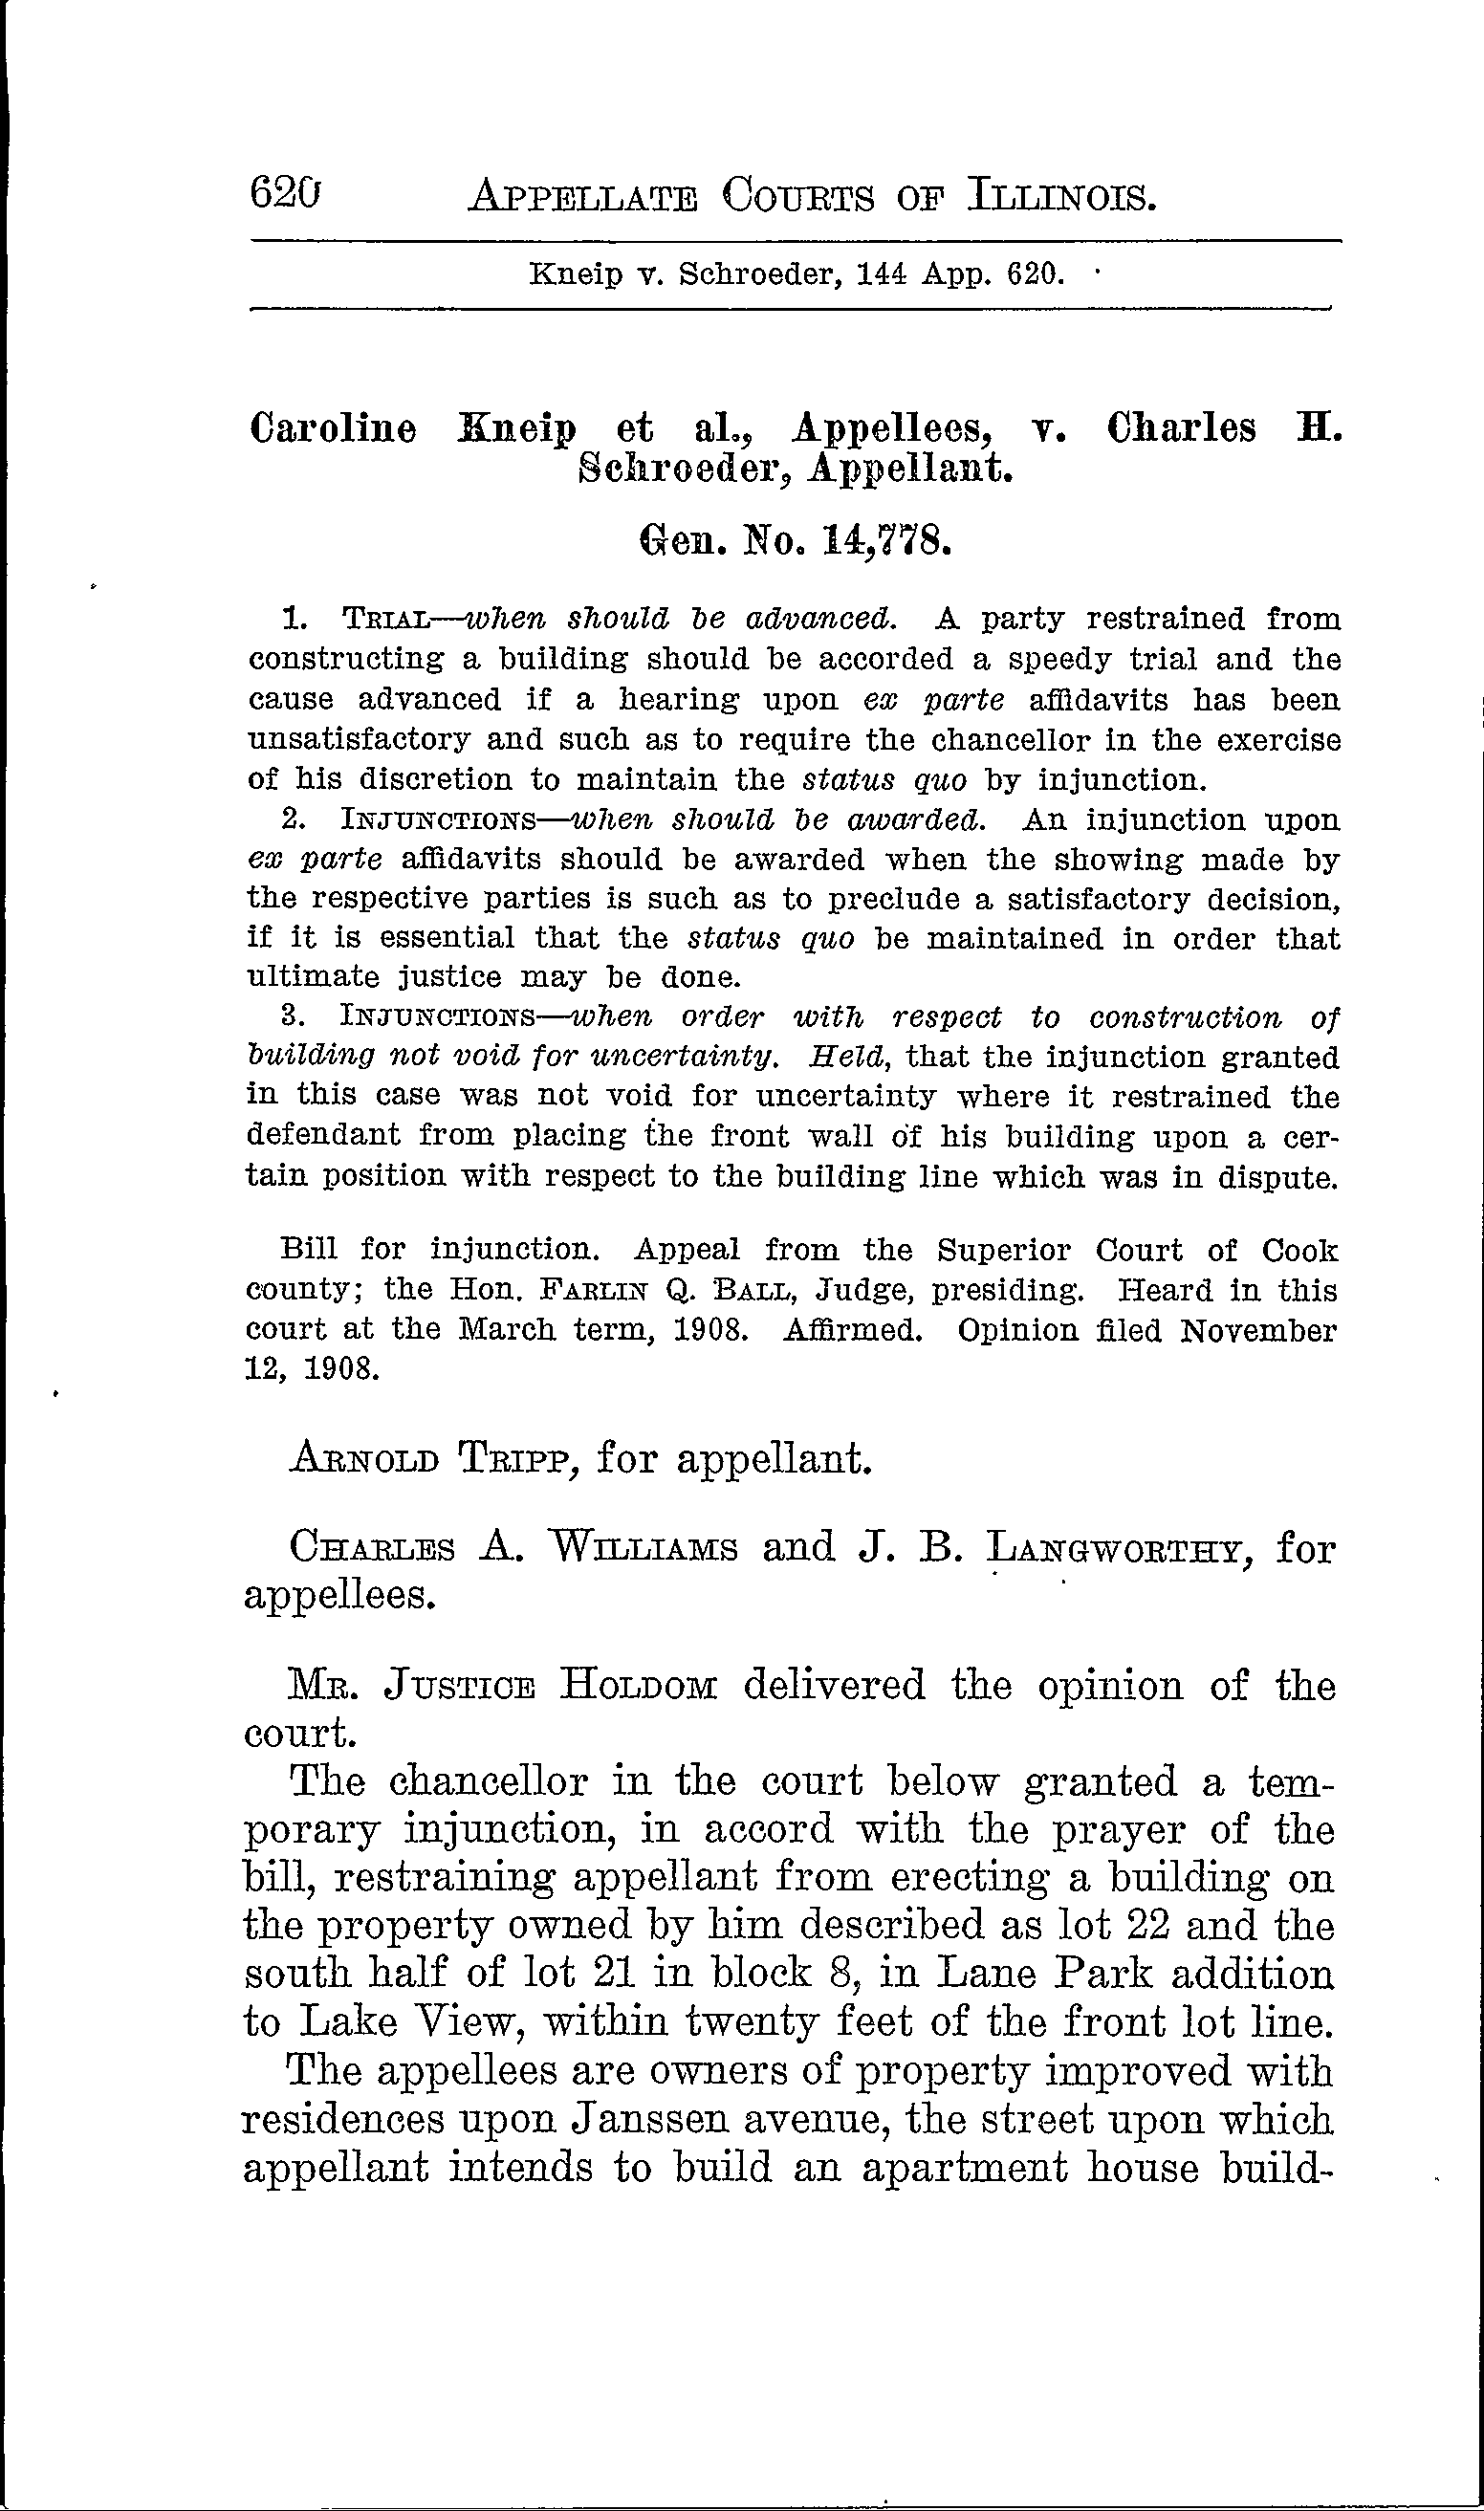 620 APPELLATE COURTS OF ILLINOIS.
Kneip v. Schroeder, 144 App. 620.
Caroline Kneip et al., Appellees, v. Charles H.
Schroeder, Appellant.
Gen. No. 14,778.
1. TRIAL—when should be advanced. A party restrained from
constructing a building should be accorded a speedy trial and the
cause advanced if a hearing upon ex parte affidavits has been
unsatisfactory and such as to require the chancellor in the exercise
of his discretion to maintain the status quo by injunction.
2. INJUNCTIONS—when should be awarded. An injunction upon
ex parte affidavits should be awarded when the showing made by
the respective parties is such as to preclude a satisfactory decision,
if it is essential that the status quo be maintained in order that
ultimate justice may be done.
3. INJUNCTIONS—when order with respect to construction of
building not void for uncertainty. Held, that the injunction granted
in this case was not void for uncertainty where it restrained the
defendant from placing the front wall of his building upon a cer-
tain position with respect to the building line which was in dispute.
Bill for injunction. Appeal from the Superior Court of Cook
county; the Hon. FARLIN Q. BALL, Judge, presiding. Heard in this
court at the March term, 1908. Affirmed. Opinion filed November
12, 1908.
ARNOLD TRIPP, for appellant.
CHARLES A. WILLIAMS and J. B. LANGWORTHY, for
appellees.
MR. JUSTICE HOLDOM delivered the opinion of the
court.
The chancellor in the court below granted a tem-
porary injunction, in accord with the prayer of the
bill, restraining appellant from erecting a building on
the property owned by him described as lot 22 and the
south half of lot 21 in block 8, in Lane Park addition
to Lake View, within twenty feet of the front lot line.
The appellees are owners of property improved with
residences upon Janssen avenue, the street upon which
appellant intends to build an apartment house build-